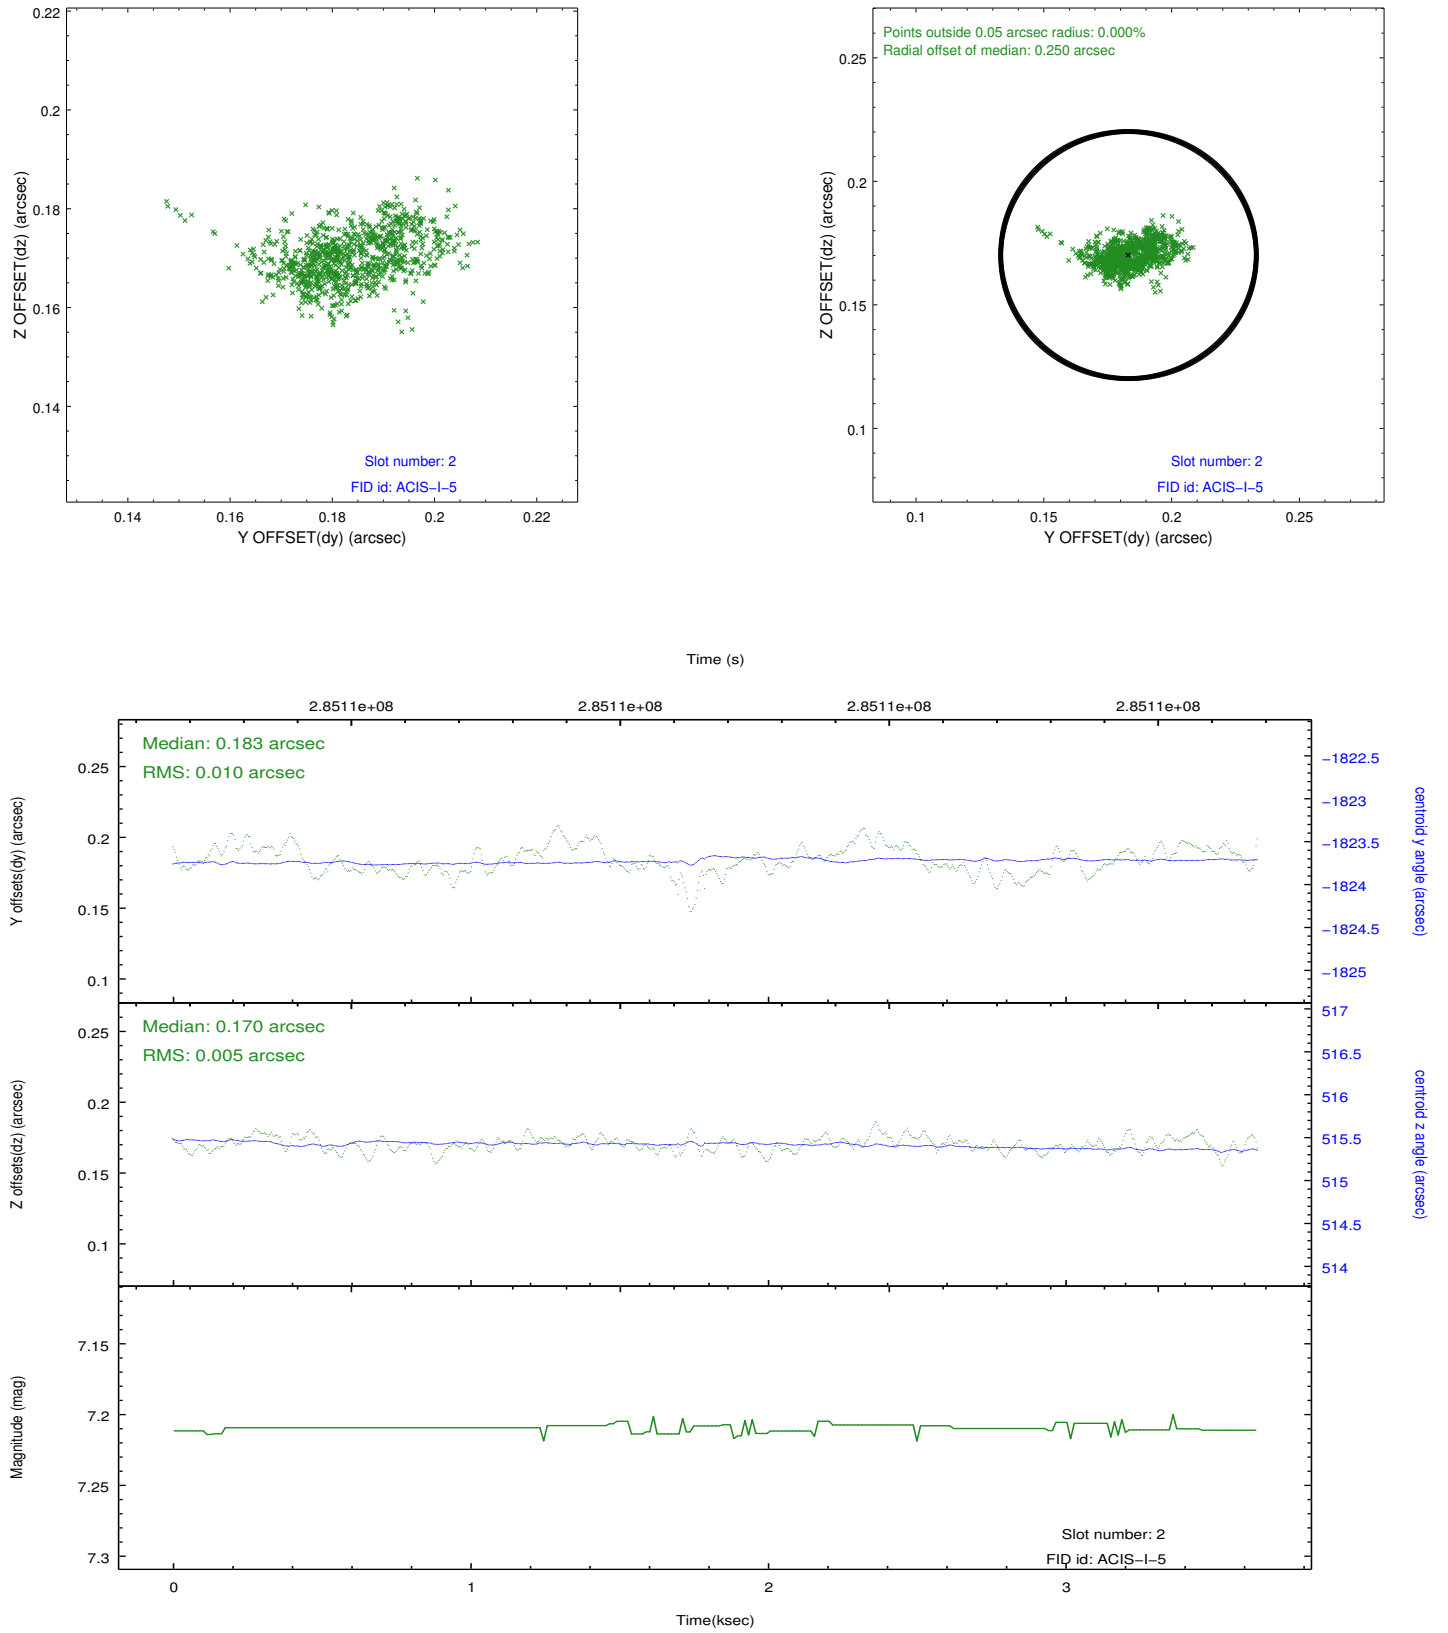 0.22
0.2
0.18
0.16
0.14
Z OFFSET(dz) (arcsec)
Slot number: 2
FID id: ACIS−I−5
0.14 0.16 0.18 0.2 0.22
Y OFFSET(dy) (arcsec)
Points outside 0.05 arcsec radius: 0.000%
Radial offset of median: 0.250 arcsec
0.25
0.2
0.15
0.1
Z OFFSET(dz) (arcsec)
Slot number: 2
FID id: ACIS−I−5
0.1 0.15 0.2 0.25
Y OFFSET(dy) (arcsec)
Time (s)
2.8511e+08 2.8511e+08 2.8511e+08 2.8511e+08
Median: 0.183 arcsec
RMS: 0.010 arcsec
0.25
0.2
0.15
0.1
Y offsets(dy) (arcsec)
−1822.5
−1823
−1823.5
−1824
−1824.5
−1825
centroid y angle (arcsec)
Median: 0.170 arcsec
RMS: 0.005 arcsec
0.25
0.2
0.15
0.1
Z offsets(dz) (arcsec)
517
516.5
516
515.5
515
514.5
514
centroid z angle (arcsec)
7.15
7.2
7.25
7.3
Magnitude (mag)
Slot number: 2
FID id: ACIS−I−5
0 1 2 3
Time(ksec)